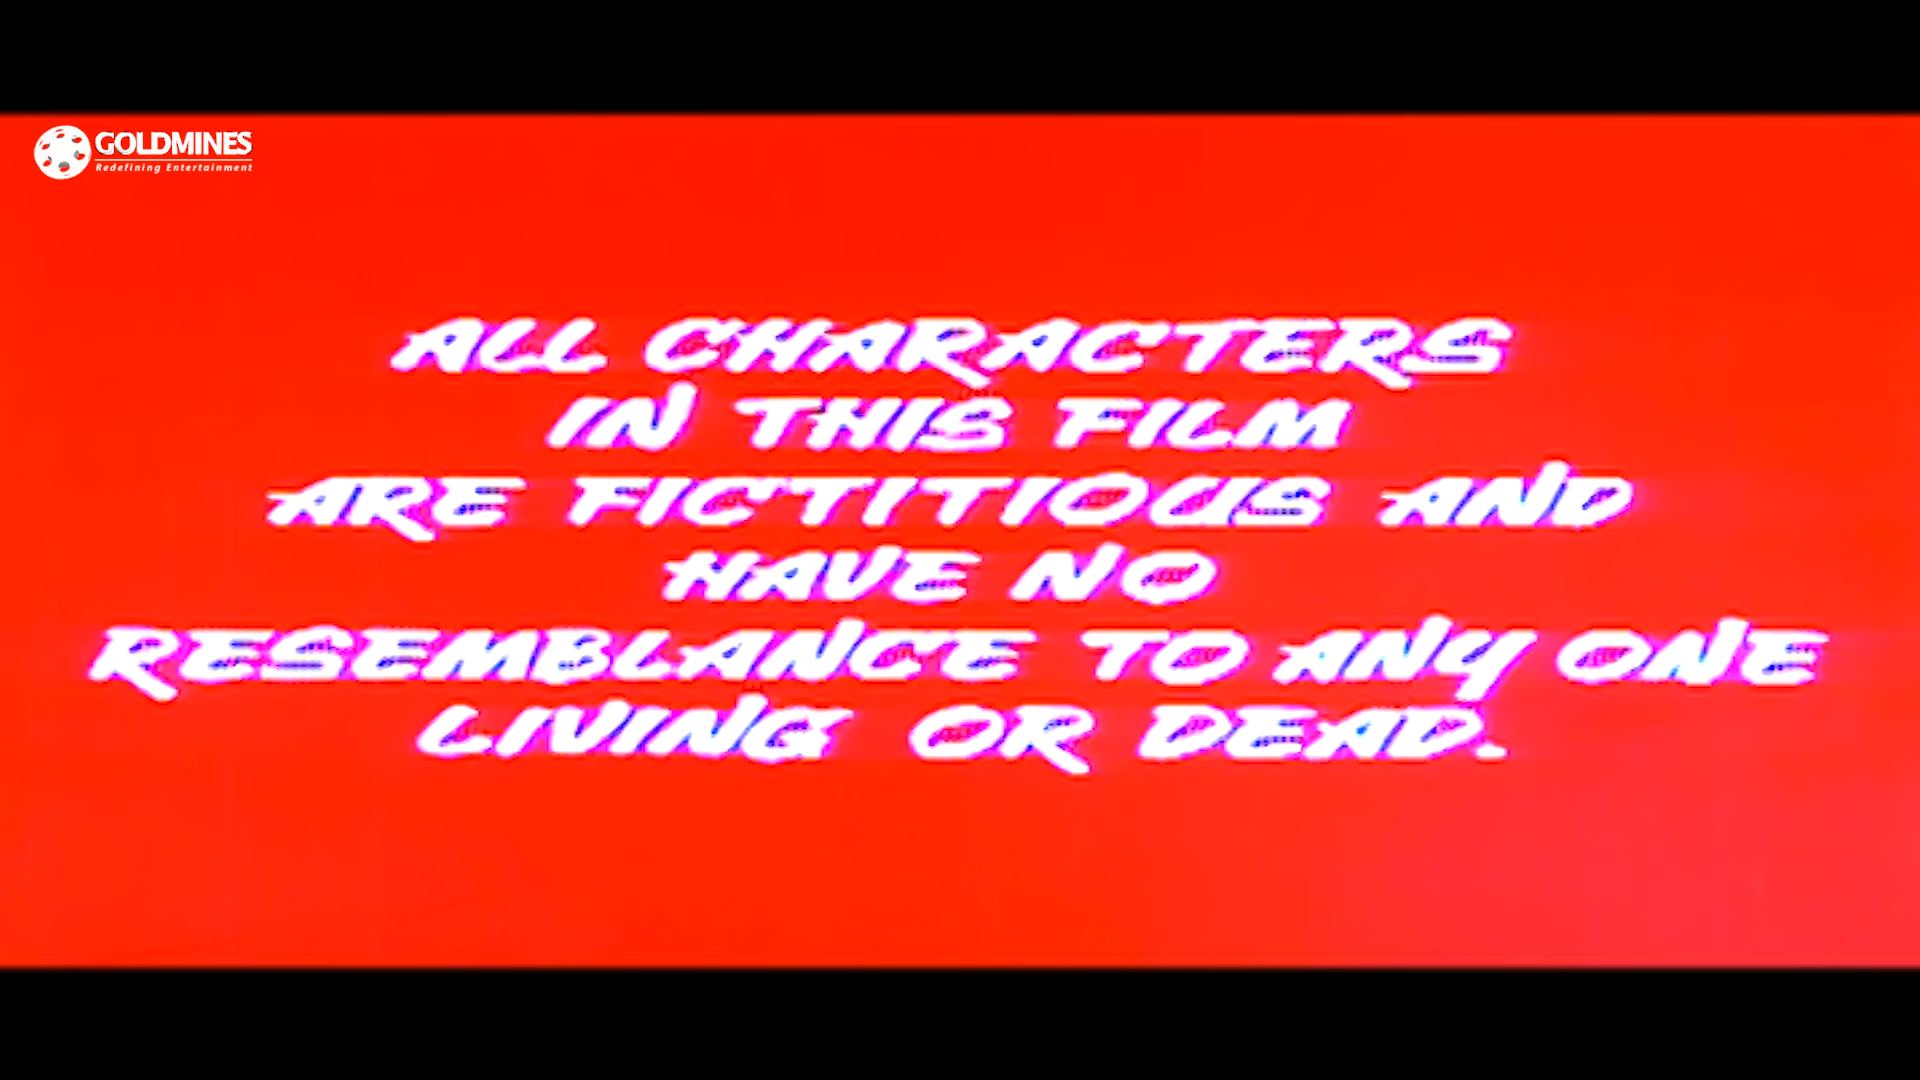 GOLDMINES
Redefining Entertainment
ALL CHARACTERS
IN THIS FILM
ARE FICTITIOUS AND
HAVE NO
RESEMBLANCE TO ANY ONE
LIVING OR DEAD.